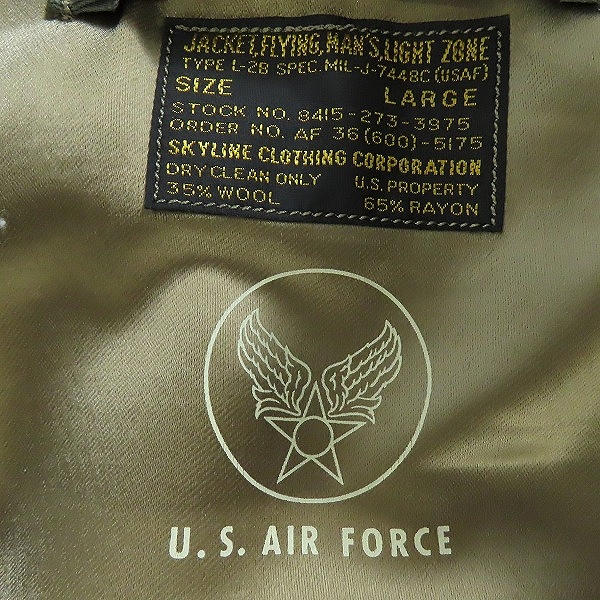 JACKET, FLYING, MAN'S, LIGHT ZONE
TYPE L-2B SPEC. MIL-J-7448C (USAF)
SIZE LARGE
STOCK NO. 8415-273-3975
ORDER NO. AF 36(600)-5175
SKYLINE CLOTHING CORPORATION
DRY CLEAN ONLY U.S. PROPERTY
35% WOOL 65% RAYON
U.S. AIR FORCE